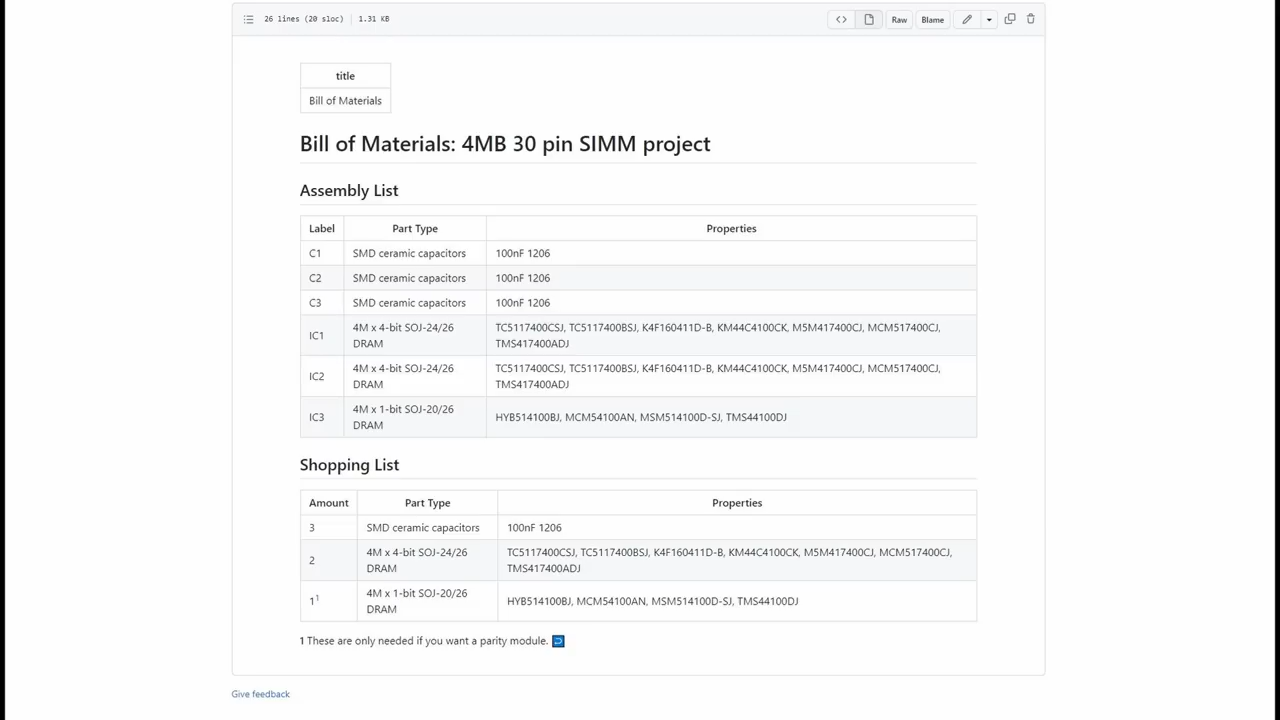 26 lines (20 sloc) 1.31 KB
Raw Blame
title
Bill of Materials
Bill of Materials: 4MB 30 pin SIMM project
Assembly List
Label Part Type Properties
C1 SMD ceramic capacitors 100nF 1206
C2 SMD ceramic capacitors 100nF 1206
C3 SMD ceramic capacitors 100nF 1206
IC1 4M x 4-bit SOJ-24/26 DRAM TC5117400CSJ, TC5117400BSJ, K4F160411D-B, KM44C4100CK, M5M417400CJ, MCM517400CJ, TMS417400ADJ
IC2 4M x 4-bit SOJ-24/26 DRAM TC5117400CSJ, TC5117400BSJ, K4F160411D-B, KM44C4100CK, M5M417400CJ, MCM517400CJ, TMS417400ADJ
IC3 4M x 1-bit SOJ-20/26 DRAM HYB514100BJ, MCM54100AN, MSM514100D-SJ, TMS44100DJ
Shopping List
Amount Part Type Properties
3 SMD ceramic capacitors 100nF 1206
2 4M x 4-bit SOJ-24/26 DRAM TC5117400CSJ, TC5117400BSJ, K4F160411D-B, KM44C4100CK, M5M417400CJ, MCM517400CJ, TMS417400ADJ
1¹ 4M x 1-bit SOJ-20/26 DRAM HYB514100BJ, MCM54100AN, MSM514100D-SJ, TMS44100DJ
1 These are only needed if you want a parity module.
Give feedback